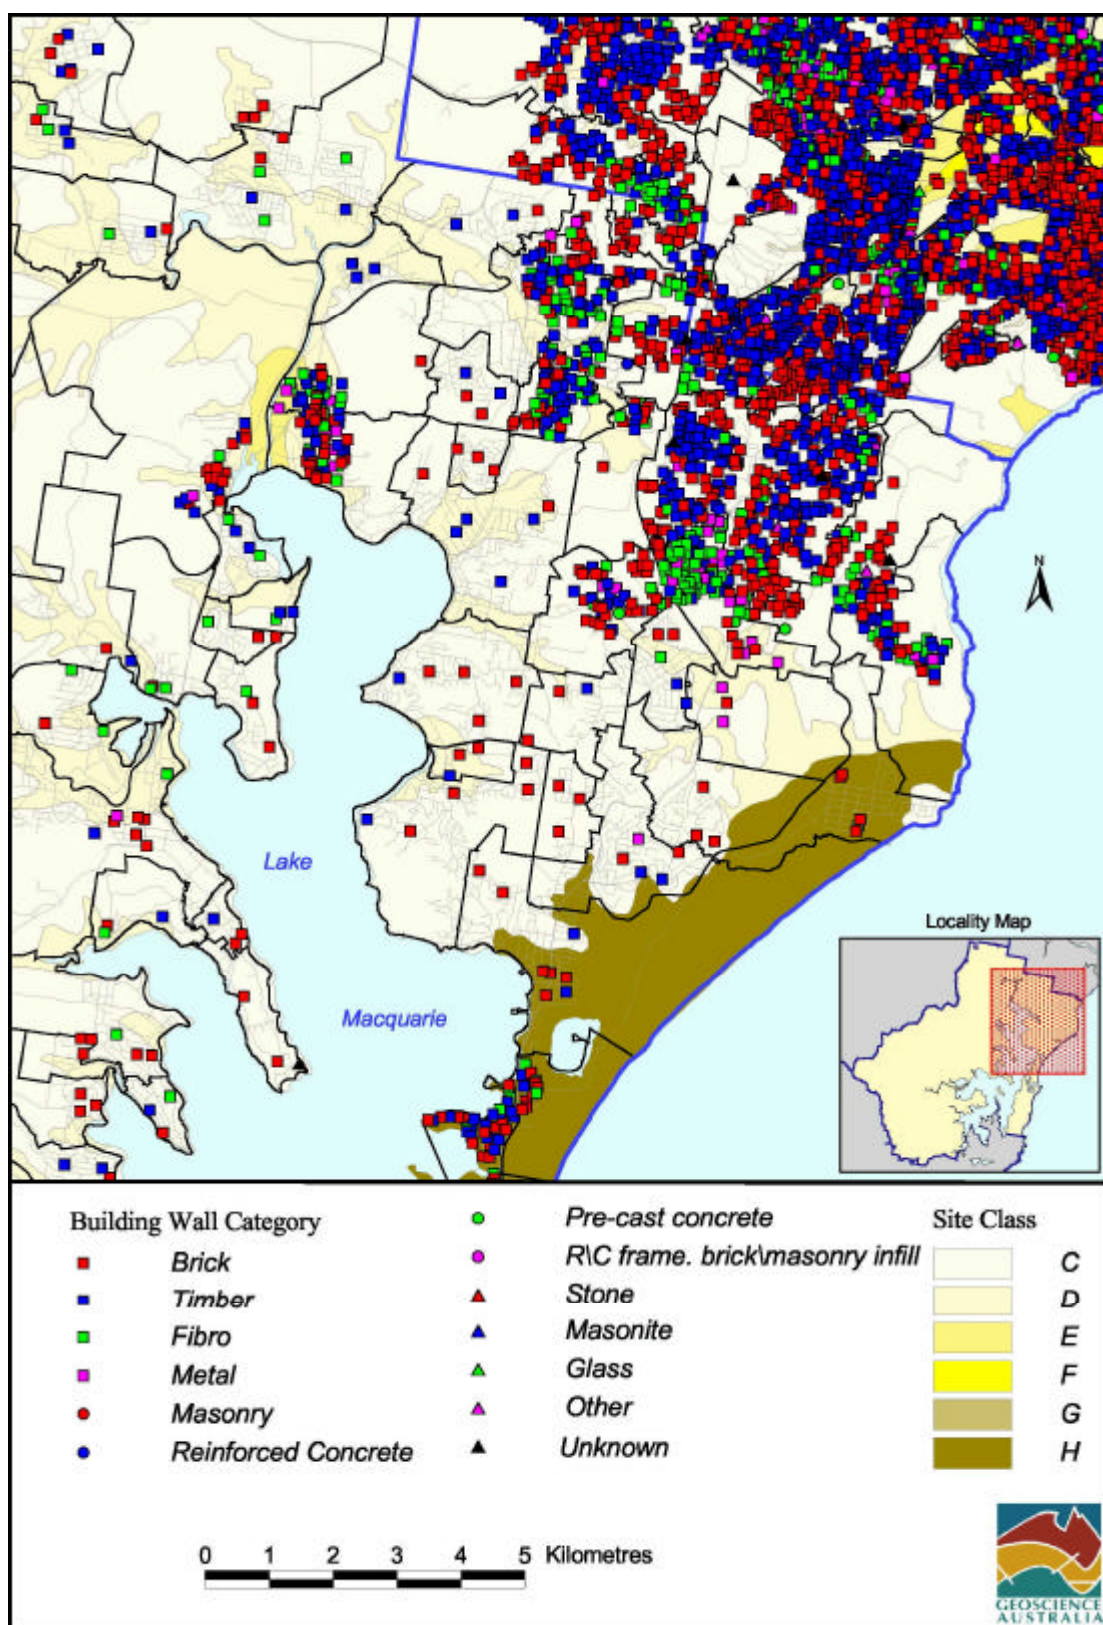 N
Lake
Locality Map
Macquarie
Building Wall Category
Brick
Timber
Fibro
Metal
Masonry
Reinforced Concrete
Pre-cast concrete
R\C frame. brick\masonry infill
Stone
Masonite
Glass
Other
Unknown
Site Class
C
D
E
F
G
H
0 1 2 3 4 5 Kilometres
GEOSCIENCE
AUSTRALIA